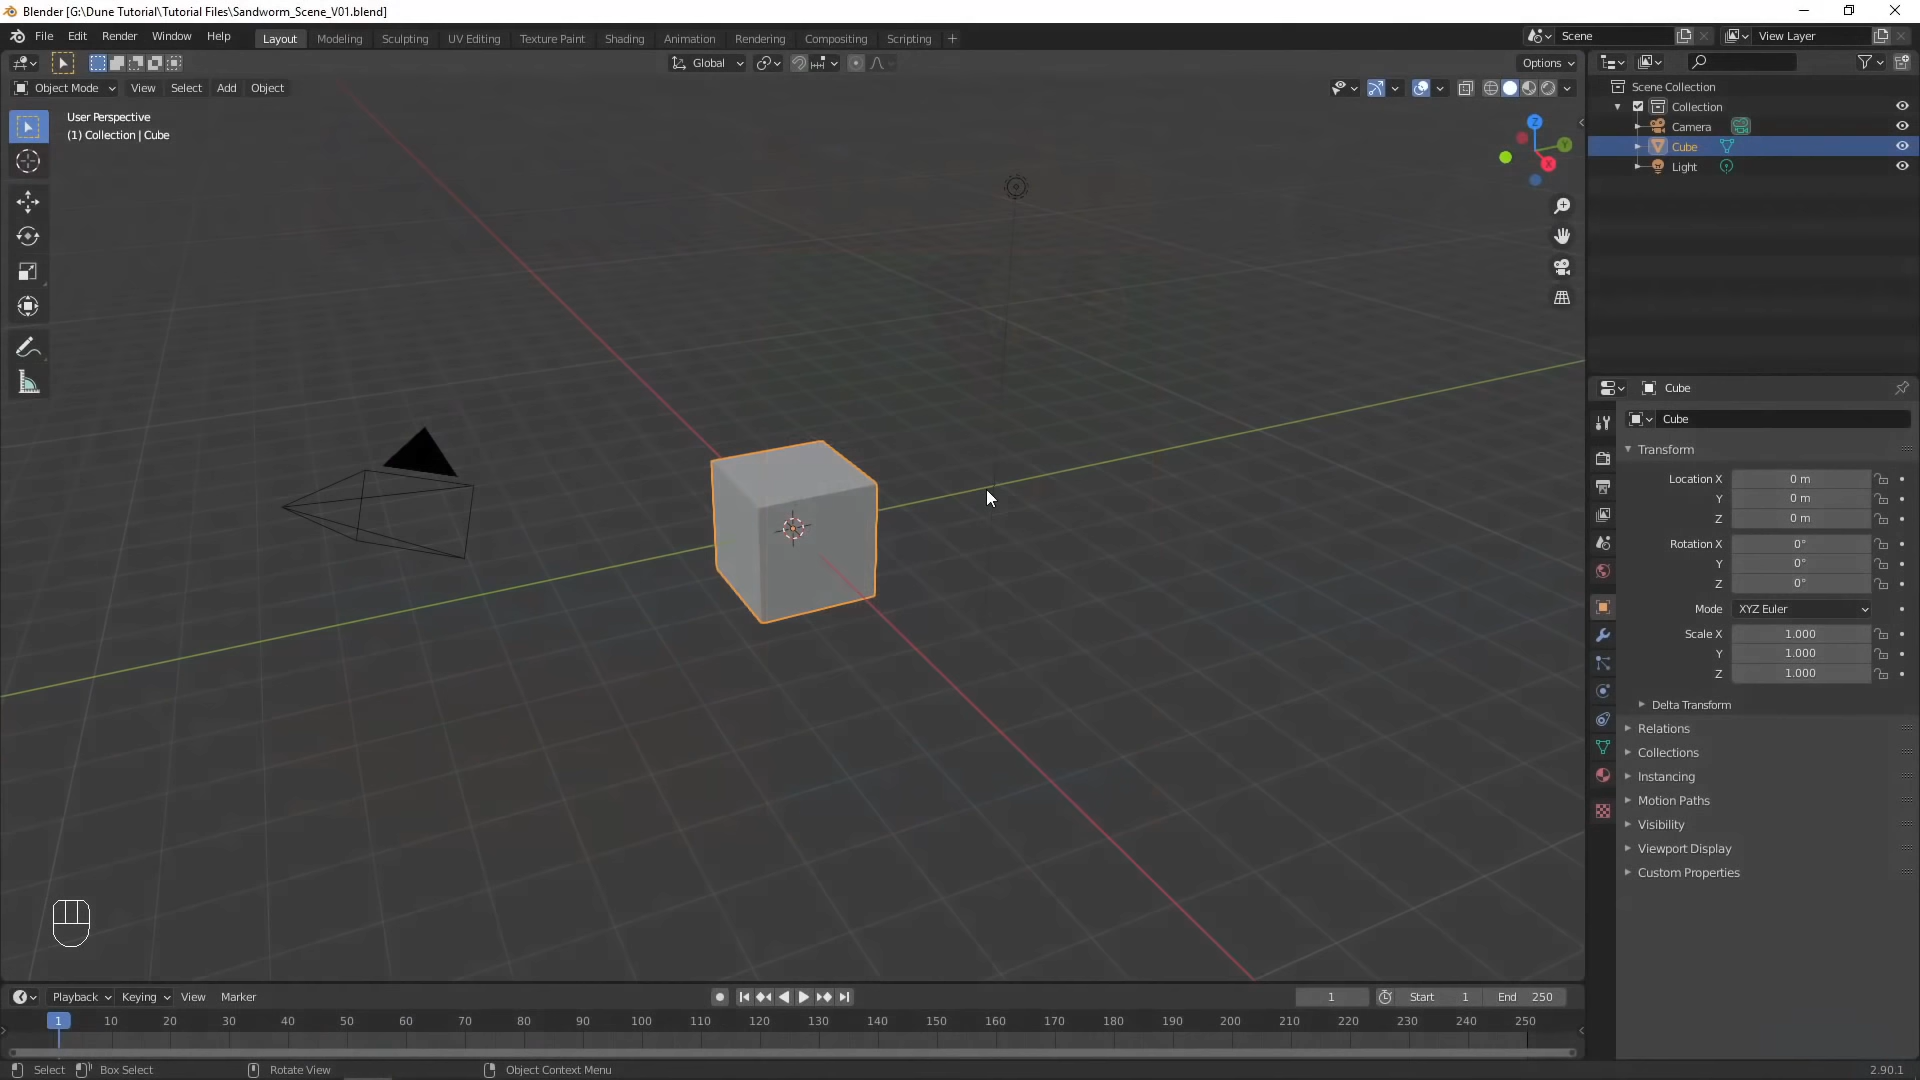 Blender [G:\Dune Tutorial\Tutorial Files\Sandworm_Scene_V01.blend]
File Edit Render Window Help Layout Modeling Sculpting UV Editing Texture Paint Shading Animation Rendering Compositing Scripting + Scene View Layer
Global Options
Object Mode View Select Add Object
User Perspective
(1) Collection | Cube
Z
Y
X
Scene Collection
Collection
Camera
Cube
Light
Cube
Cube
Transform
Location X 0 m
Y 0 m
Z 0 m
Rotation X 0°
Y 0°
Z 0°
Mode XYZ Euler
Scale X 1.000
Y 1.000
Z 1.000
Delta Transform
Relations
Collections
Instancing
Motion Paths
Visibility
Viewport Display
Custom Properties
Playback Keying View Marker 1 Start 1 End 250
1 10 20 30 40 50 60 70 80 90 100 110 120 130 140 150 160 170 180 190 200 210 220 230 240 250
Select Box Select Rotate View Object Context Menu 2.90.1